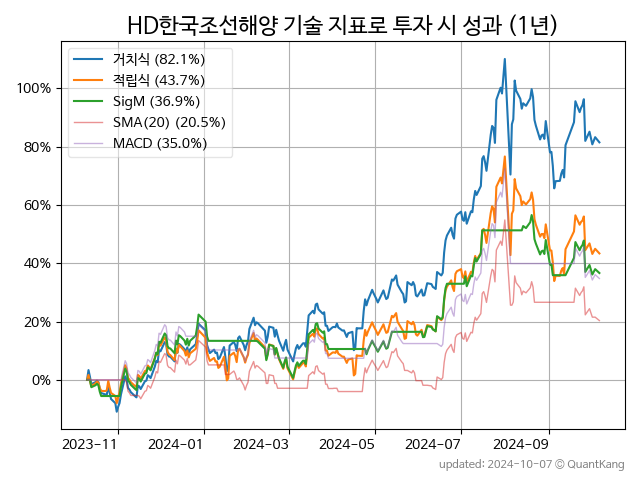 HD한국조선해양 기술 지표로 투자 시 성과 (1년)
거치식 (82.1%)
적립식 (43.7%)
SigM (36.9%)
SMA(20) (20.5%)
MACD (35.0%)
100%
80%
60%
40%
20%
0%
2023-11 2024-01 2024-03 2024-05 2024-07 2024-09
updated: 2024-10-07 © QuantKang